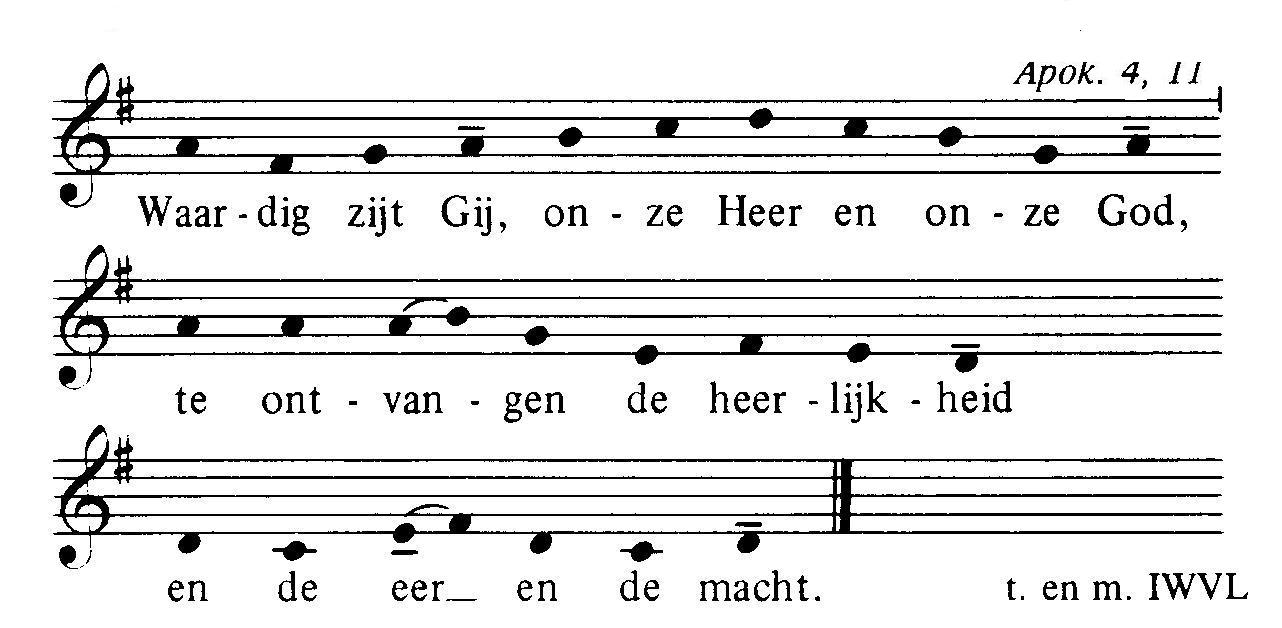 Apok. 4, 11
Waar-dig zijt Gij, on-ze Heer en on-ze God,
te ont-van-gen de heer-lijk-heid
en de eer_ en de macht. t. en m. IWVL